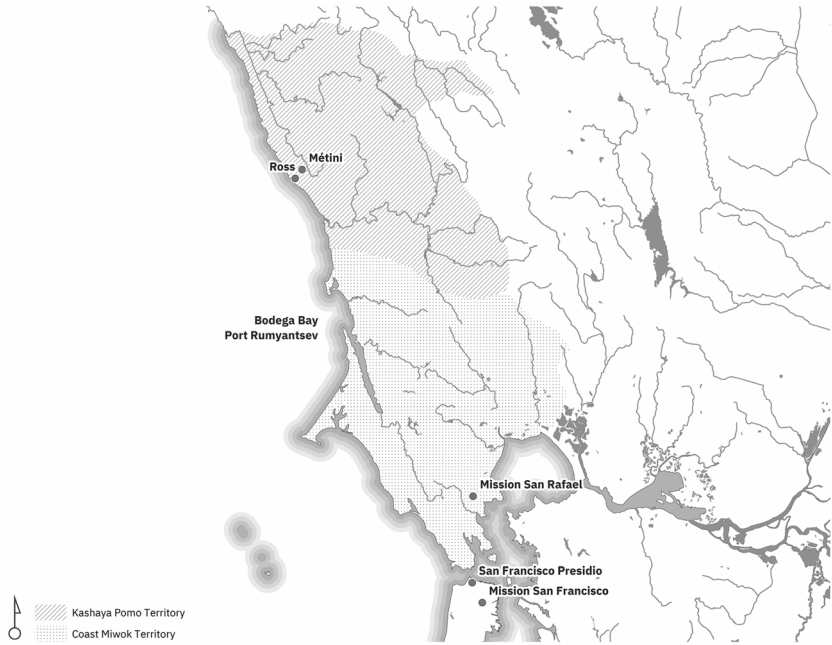 Métini
Ross
Bodega Bay
Port Rumyantsev
Mission San Rafael
San Francisco Presidio
Mission San Francisco
Kashaya Pomo Territory
Coast Miwok Territory